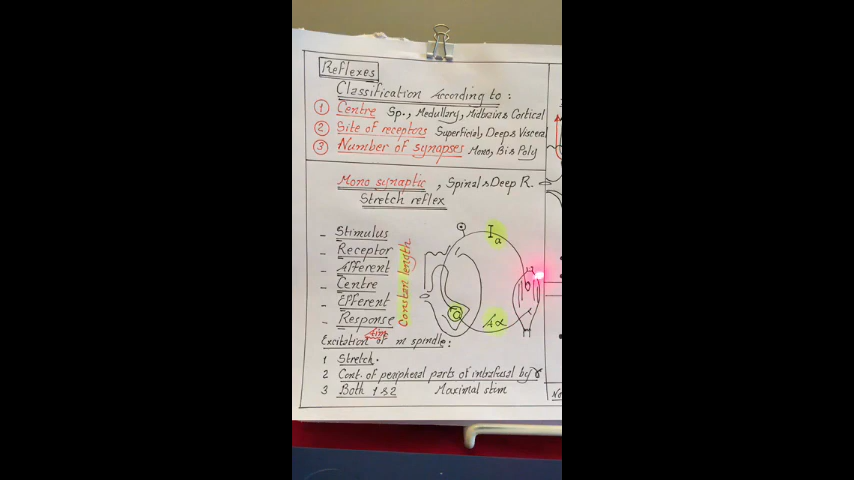 Reflexes
Classification According to :
① Centre Sp., Medullary, Midbrain & Cortical
② Site of receptors Superficial, Deep & Visceral
③ Number of synapses Mono, Bi & Poly
Mono synaptic , Spinal & Deep R.
Stretch reflex
- Stimulus
- Receptor
- Afferent
- Centre
- Efferent
- Response
Aim
Constant length
Ia
Aα
Excitation of m spindle:
1 Stretch.
2 Cont. of peripheral parts of intrafusal by γ
3 Both 1 & 2 Maximal stim
No